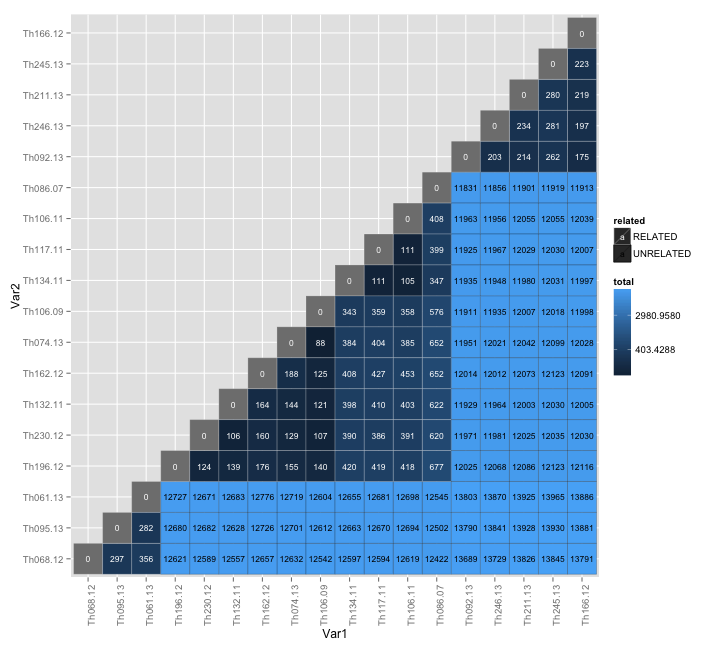 Th166.12 0
Th245.13 0 223
Th211.13 0 280 219
Th246.13 0 234 281 197
Th092.13 0 203 214 262 175
Th086.07 0 11831 11856 11901 11919 11913
Th106.11 0 408 11963 11956 12055 12055 12039
Th117.11 0 111 399 11925 11967 12029 12030 12007
Th134.11 0 111 105 347 11935 11948 11980 12031 11997
Th106.09 0 343 359 358 576 11911 11935 12007 12018 11998
Th074.13 0 88 384 404 385 652 11951 12021 12042 12099 12028
Th162.12 0 188 125 408 427 453 652 12014 12012 12073 12123 12091
Th132.11 0 164 144 121 398 410 403 622 11929 11964 12003 12030 12005
Th230.12 0 106 160 129 107 390 386 391 620 11971 11981 12025 12035 12030
Th196.12 0 124 139 176 155 140 420 419 418 677 12025 12068 12086 12123 12116
Th061.13 0 12727 12671 12683 12776 12719 12604 12655 12681 12698 12545 13803 13870 13925 13965 13886
Th095.13 0 282 12680 12682 12628 12726 12701 12612 12663 12670 12694 12502 13790 13841 13928 13930 13881
Th068.12 0 297 356 12621 12589 12557 12657 12632 12542 12597 12594 12619 12422 13689 13729 13826 13845 13791
Th068.12 Th095.13 Th061.13 Th196.12 Th230.12 Th132.11 Th162.12 Th074.13 Th106.09 Th134.11 Th117.11 Th106.11 Th086.07 Th092.13 Th246.13 Th211.13 Th245.13 Th166.12
Var1
Var2
related
a RELATED
a UNRELATED
total
2980.9580
403.4288